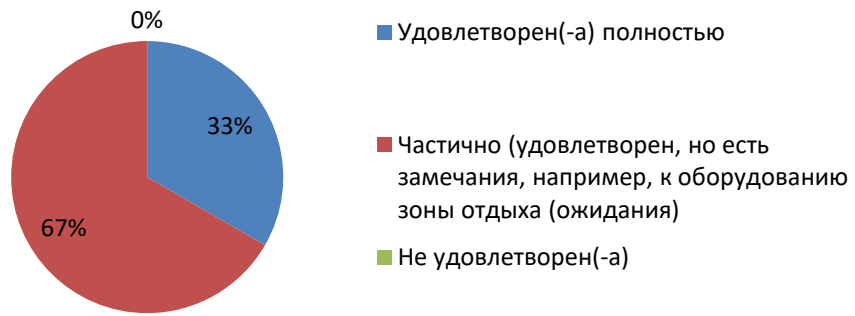 0%
33%
67%
Удовлетворен(-а) полностью
Частично (удовлетворен, но есть
замечания, например, к оборудованию
зоны отдыха (ожидания)
Не удовлетворен(-а)